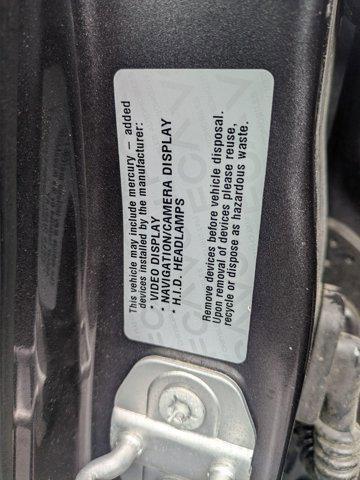 This vehicle may include mercury – added
devices installed by the manufacturer:
* VIDEO DISPLAY
* NAVIGATION/CAMERA DISPLAY
* H.I.D. HEADLAMPS
Remove devices before vehicle disposal.
Upon removal of devices please reuse,
recycle or dispose as hazardous waste.